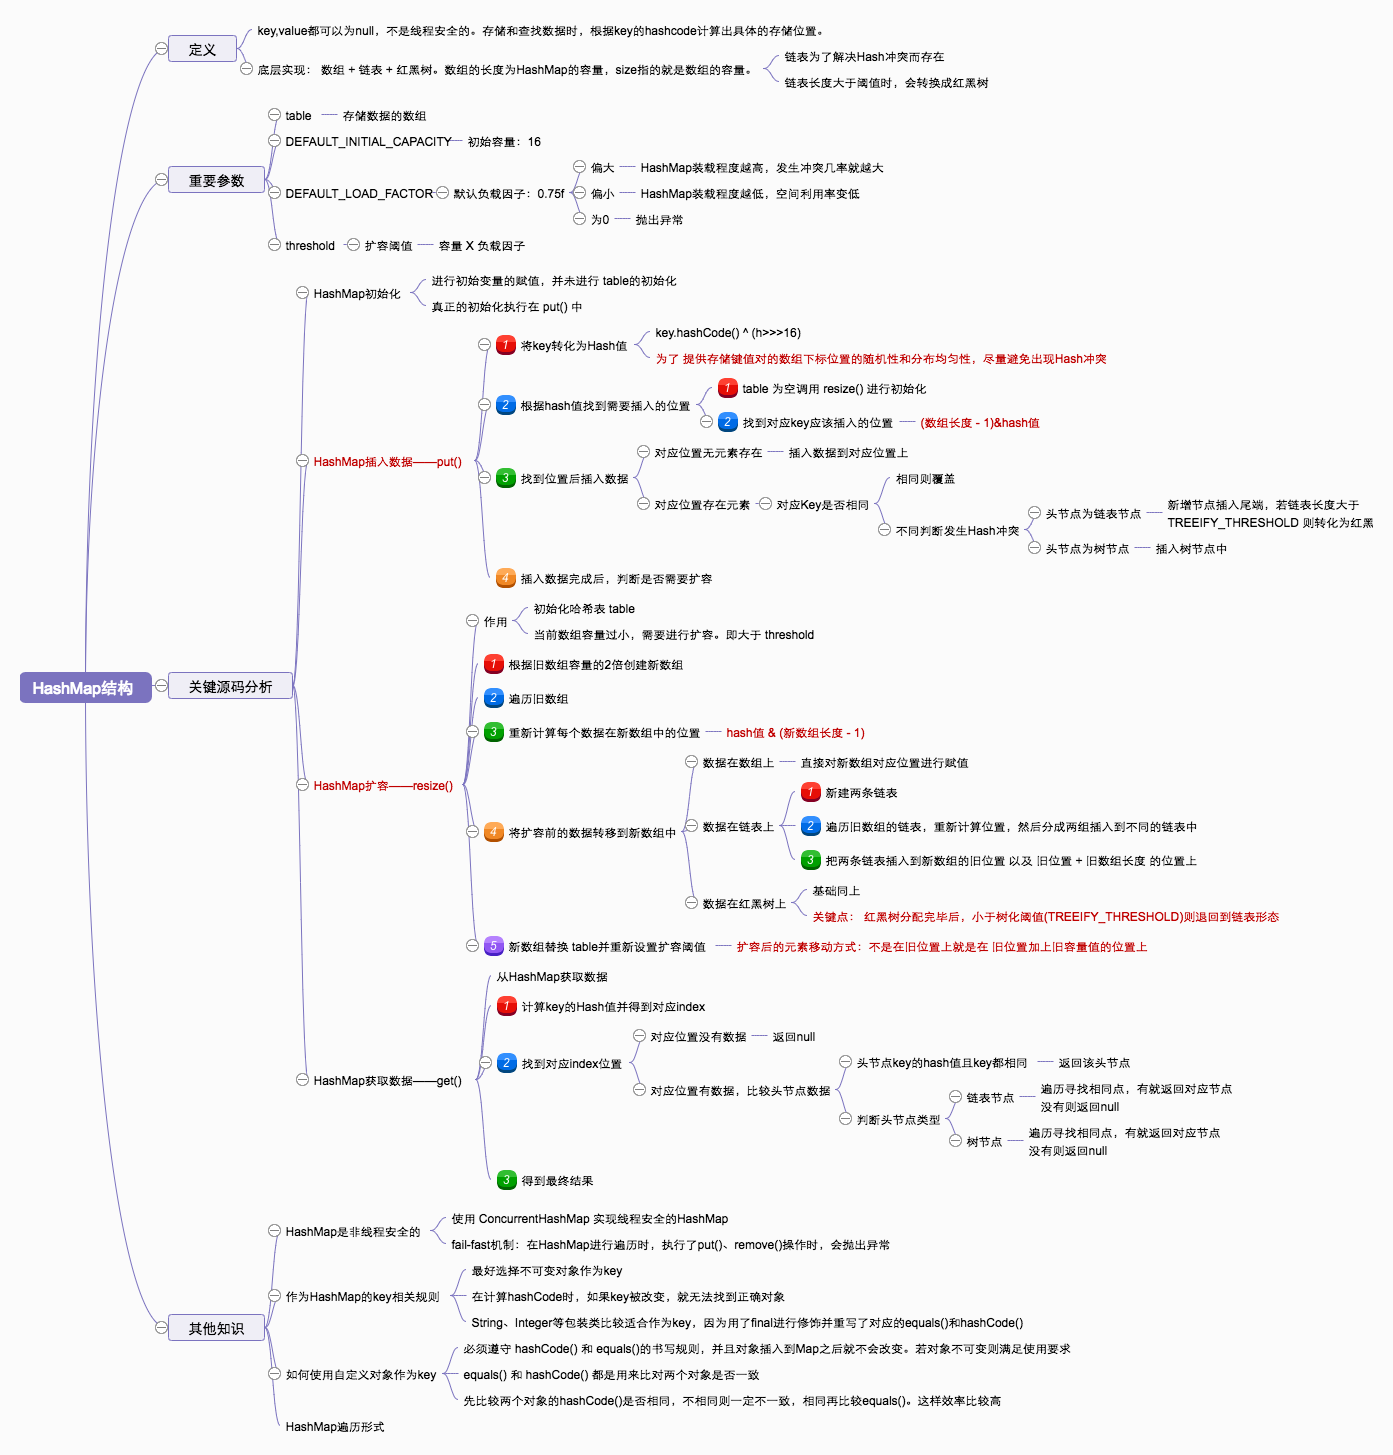 HashMap结构
定义
key,value都可以为null，不是线程安全的。存储和查找数据时，根据key的hashcode计算出具体的存储位置。
底层实现： 数组 + 链表 + 红黑树。数组的长度为HashMap的容量，size指的就是数组的容量。
链表为了解决Hash冲突而存在
链表长度大于阈值时，会转换成红黑树
重要参数
table
存储数据的数组
DEFAULT_INITIAL_CAPACITY
初始容量：16
DEFAULT_LOAD_FACTOR
默认负载因子：0.75f
偏大
HashMap装载程度越高，发生冲突几率就越大
偏小
HashMap装载程度越低，空间利用率变低
为0
抛出异常
threshold
扩容阈值
容量 X 负载因子
关键源码分析
HashMap初始化
进行初始变量的赋值，并未进行 table的初始化
真正的初始化执行在 put() 中
HashMap插入数据——put()
1 将key转化为Hash值
key.hashCode() ^ (h>>>16)
为了 提供存储键值对的数组下标位置的随机性和分布均匀性，尽量避免出现Hash冲突
2 根据hash值找到需要插入的位置
1 table 为空调用 resize() 进行初始化
2 找到对应key应该插入的位置
(数组长度 - 1)&hash值
3 找到位置后插入数据
对应位置无元素存在
插入数据到对应位置上
对应位置存在元素
对应Key是否相同
相同则覆盖
不同判断发生Hash冲突
头节点为链表节点
新增节点插入尾端，若链表长度大于
TREEIFY_THRESHOLD 则转化为红黑
头节点为树节点
插入树节点中
4 插入数据完成后，判断是否需要扩容
HashMap扩容——resize()
作用
初始化哈希表 table
当前数组容量过小，需要进行扩容。即大于 threshold
1 根据旧数组容量的2倍创建新数组
2 遍历旧数组
3 重新计算每个数据在新数组中的位置
hash值 & (新数组长度 - 1)
4 将扩容前的数据转移到新数组中
数据在数组上
直接对新数组对应位置进行赋值
数据在链表上
1 新建两条链表
2 遍历旧数组的链表，重新计算位置，然后分成两组插入到不同的链表中
3 把两条链表插入到新数组的旧位置 以及 旧位置 + 旧数组长度 的位置上
数据在红黑树上
基础同上
关键点： 红黑树分配完毕后，小于树化阈值(TREEIFY_THRESHOLD)则退回到链表形态
5 新数组替换 table并重新设置扩容阈值
扩容后的元素移动方式：不是在旧位置上就是在 旧位置加上旧容量值的位置上
HashMap获取数据——get()
从HashMap获取数据
1 计算key的Hash值并得到对应index
2 找到对应index位置
对应位置没有数据
返回null
对应位置有数据，比较头节点数据
头节点key的hash值且key都相同
返回该头节点
判断头节点类型
链表节点
遍历寻找相同点，有就返回对应节点
没有则返回null
树节点
遍历寻找相同点，有就返回对应节点
没有则返回null
3 得到最终结果
其他知识
HashMap是非线程安全的
使用 ConcurrentHashMap 实现线程安全的HashMap
fail-fast机制：在HashMap进行遍历时，执行了put()、remove()操作时，会抛出异常
作为HashMap的key相关规则
最好选择不可变对象作为key
在计算hashCode时，如果key被改变，就无法找到正确对象
String、Integer等包装类比较适合作为key，因为用了final进行修饰并重写了对应的equals()和hashCode()
如何使用自定义对象作为key
必须遵守 hashCode() 和 equals()的书写规则，并且对象插入到Map之后就不会改变。若对象不可变则满足使用要求
equals() 和 hashCode() 都是用来比对两个对象是否一致
先比较两个对象的hashCode()是否相同，不相同则一定不一致，相同再比较equals()。这样效率比较高
HashMap遍历形式